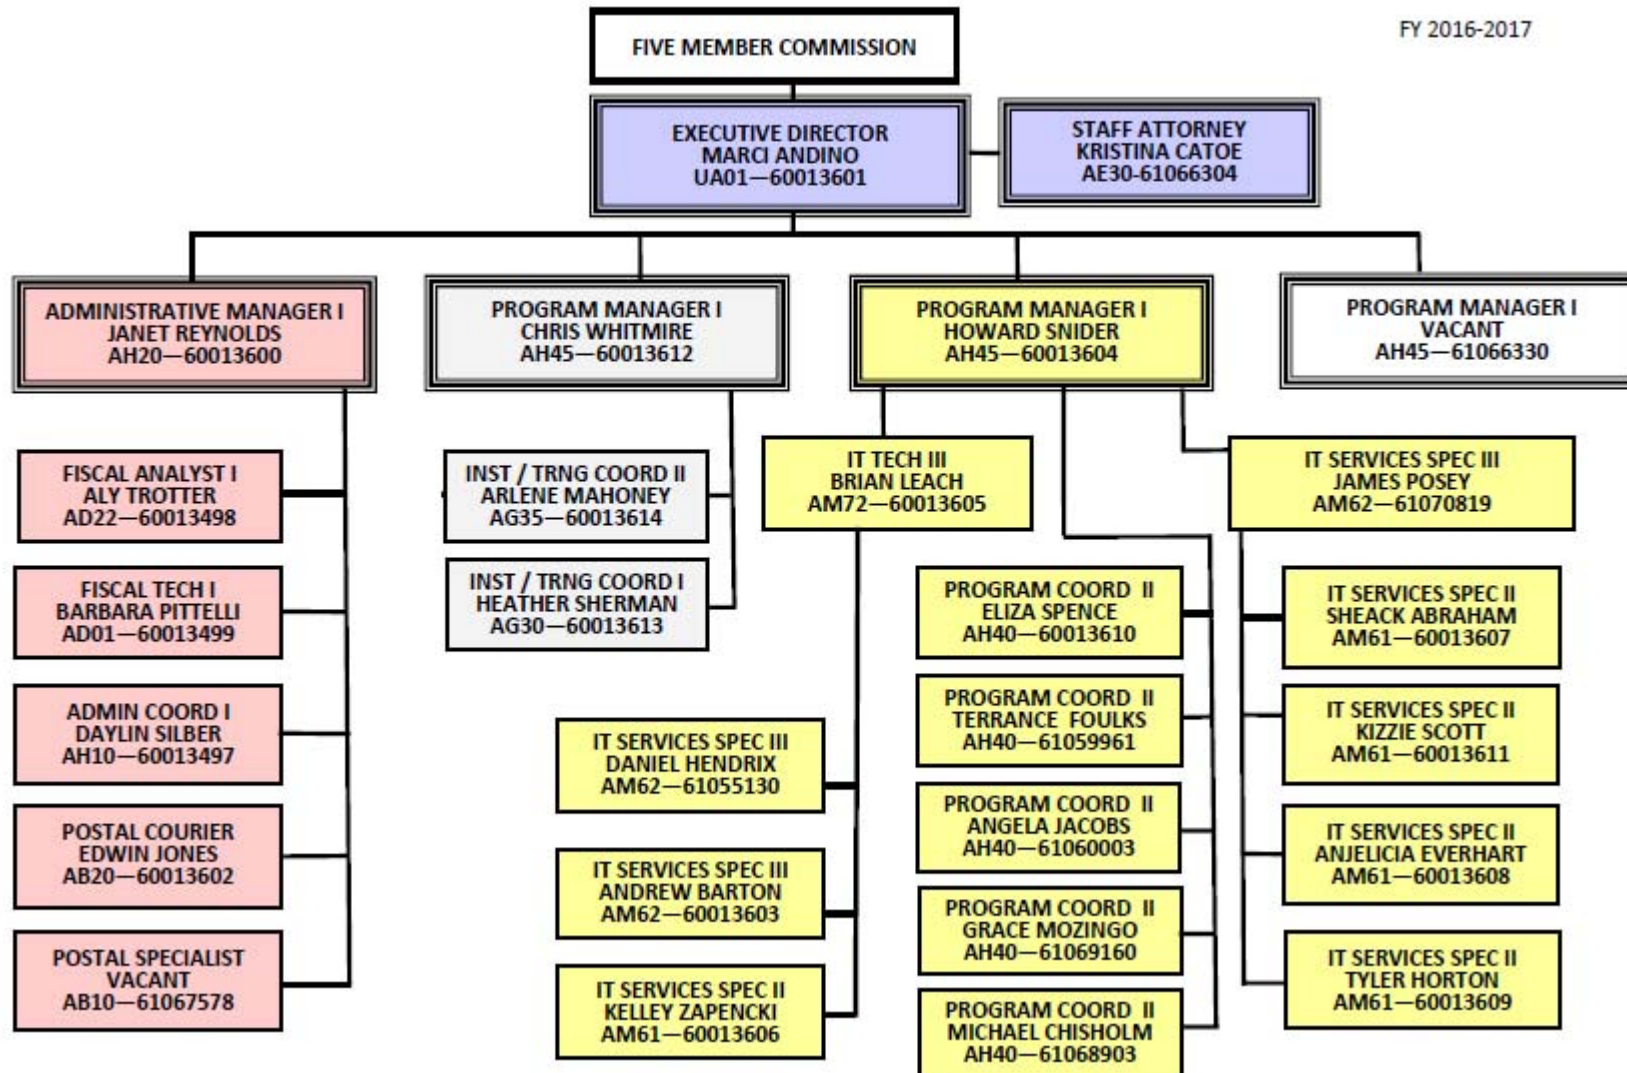 FY 2016-2017
FIVE MEMBER COMMISSION
EXECUTIVE DIRECTOR
MARCI ANDINO
UA01—60013601
STAFF ATTORNEY
KRISTINA CATOE
AE30-61066304
ADMINISTRATIVE MANAGER I
JANET REYNOLDS
AH20—60013600
PROGRAM MANAGER I
CHRIS WHITMIRE
AH45—60013612
PROGRAM MANAGER I
HOWARD SNIDER
AH45—60013604
PROGRAM MANAGER I
VACANT
AH45—61066330
FISCAL ANALYST I
ALY TROTTER
AD22—60013498
FISCAL TECH I
BARBARA PITTELLI
AD01—60013499
ADMIN COORD I
DAYLIN SILBER
AH10—60013497
POSTAL COURIER
EDWIN JONES
AB20—60013602
POSTAL SPECIALIST
VACANT
AB10—61067578
INST / TRNG COORD II
ARLENE MAHONEY
AG35—60013614
INST / TRNG COORD I
HEATHER SHERMAN
AG30—60013613
IT TECH III
BRIAN LEACH
AM72—60013605
IT SERVICES SPEC III
DANIEL HENDRIX
AM62—61055130
IT SERVICES SPEC III
ANDREW BARTON
AM62—60013603
IT SERVICES SPEC II
KELLEY ZAPENCKI
AM61—60013606
PROGRAM COORD II
ELIZA SPENCE
AH40—60013610
PROGRAM COORD II
TERRANCE FOULKS
AH40—61059961
PROGRAM COORD II
ANGELA JACOBS
AH40—61060003
PROGRAM COORD II
GRACE MOZINGO
AH40—61069160
PROGRAM COORD II
MICHAEL CHISHOLM
AH40—61068903
IT SERVICES SPEC III
JAMES POSEY
AM62—61070819
IT SERVICES SPEC II
SHEACK ABRAHAM
AM61—60013607
IT SERVICES SPEC II
KIZZIE SCOTT
AM61—60013611
IT SERVICES SPEC II
ANJELICIA EVERHART
AM61—60013608
IT SERVICES SPEC II
TYLER HORTON
AM61—60013609